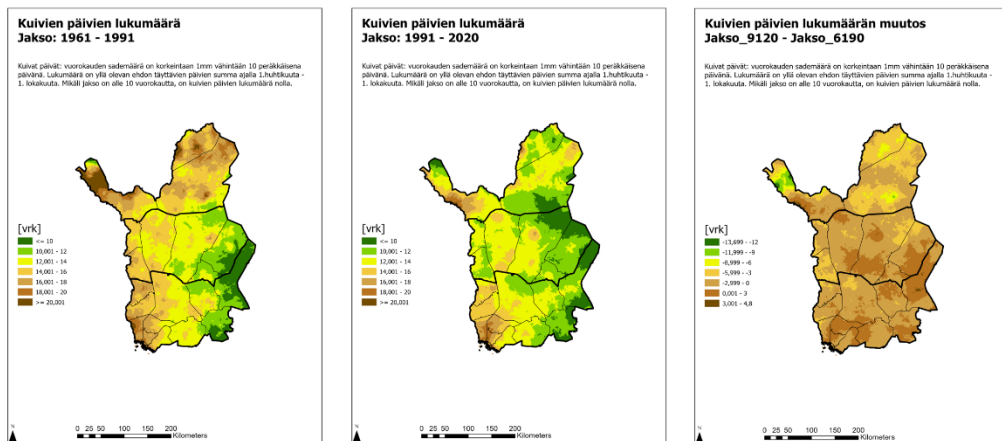 Kuivien päivien lukumäärä
Jakso: 1961 - 1991
Kuivat päivät: vuorokauden sademäärä on korkeintaan 1mm vähintään 10 peräkkäisenä
päivänä. Lukumäärä on yllä olevan ehdon täyttävien päivien summa ajalla 1.huhtikuuta -
1. lokakuuta. Mikäli jakso on alle 10 vuorokautta, on kuivien päivien lukumäärä nolla.
[vrk]
<= 10
10,001 - 12
12,001 - 14
14,001 - 16
16,001 - 18
18,001 - 20
>= 20,001
N
0 25 50 100 150 200
Kilometers
Kuivien päivien lukumäärä
Jakso: 1991 - 2020
Kuivat päivät: vuorokauden sademäärä on korkeintaan 1mm vähintään 10 peräkkäisenä
päivänä. Lukumäärä on yllä olevan ehdon täyttävien päivien summa ajalla 1.huhtikuuta -
1. lokakuuta. Mikäli jakso on alle 10 vuorokautta, on kuivien päivien lukumäärä nolla.
[vrk]
<= 10
10,001 - 12
12,001 - 14
14,001 - 16
16,001 - 18
18,001 - 20
>= 20,001
N
0 25 50 100 150 200
Kilometers
Kuivien päivien lukumäärän muutos
Jakso_9120 - Jakso_6190
Kuivat päivät: vuorokauden sademäärä on korkeintaan 1mm vähintään 10 peräkkäisenä
päivänä. Lukumäärä on yllä olevan ehdon täyttävien päivien summa ajalla 1.huhtikuuta -
1. lokakuuta. Mikäli jakso on alle 10 vuorokautta, on kuivien päivien lukumäärä nolla.
[vrk]
-13,699 - -12
-11,999 - -9
-8,999 - -6
-5,999 - -3
-2,999 - 0
0,001 - 3
3,001 - 4,8
N
0 25 50 100 150 200
Kilometers